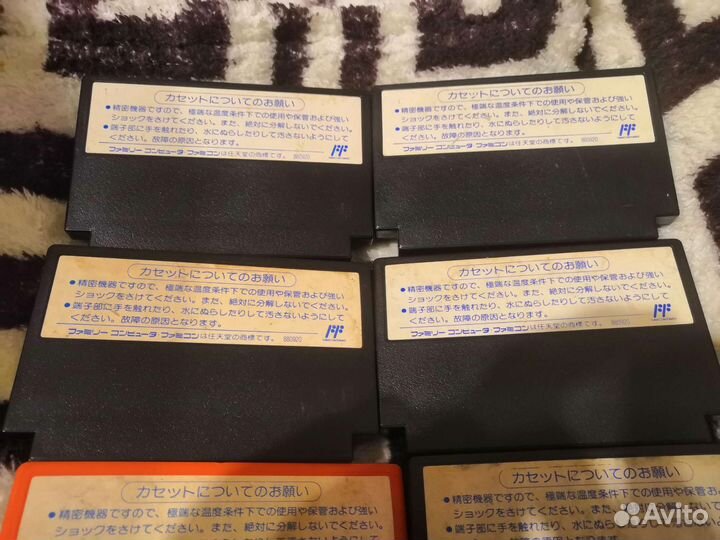 カセットについてのお願い
●精密機器ですので、極端な温度条件下での使用や保管および強い
ショックをさけてください。また、絶対に分解しないでください。
●端子部に手を触れたり、水にぬらしたりして汚さないようにして
ください。故障の原因となります。
ファミリー コンピュータ・ファミコンは任天堂の商標です。 880920
カセットについてのお願い
●精密機器ですので、極端な温度条件下での使用や保管および強い
ショックをさけてください。また、絶対に分解しないでください。
●端子部に手を触れたり、水にぬらしたりして汚さないようにして
ください。故障の原因となります。
ファミリー コンピュータ・ファミコンは任天堂の商標です。 880920
カセットについてのお願い
●精密機器ですので、極端な温度条件下での使用や保管および強い
ショックをさけてください。また、絶対に分解しないでください。
●端子部に手を触れたり、水にぬらしたりして汚さないようにして
ください。故障の原因となります。
ファミリー コンピュータ・ファミコンは任天堂の商標です。 880920
カセットについてのお願い
●精密機器ですので、極端な温度条件下での使用や保管および強い
ショックをさけてください。また、絶対に分解しないでください。
●端子部に手を触れたり、水にぬらしたりして汚さないようにして
ください。故障の原因となります。
ファミリー コンピュータ・ファミコンは任天堂の商標です。 880920
カセットについてのお願い
●精密機器ですので、極端な温度条件下での使用や保管および強い
ショックをさけてください。また、絶対に分解しないでください。
カセットについてのお願い
●精密機器ですので、極端な温度条件下での使用や保管
ショックをさけてください。また、絶対に分解しないで
●端子部に手を触れたり、水
Avito